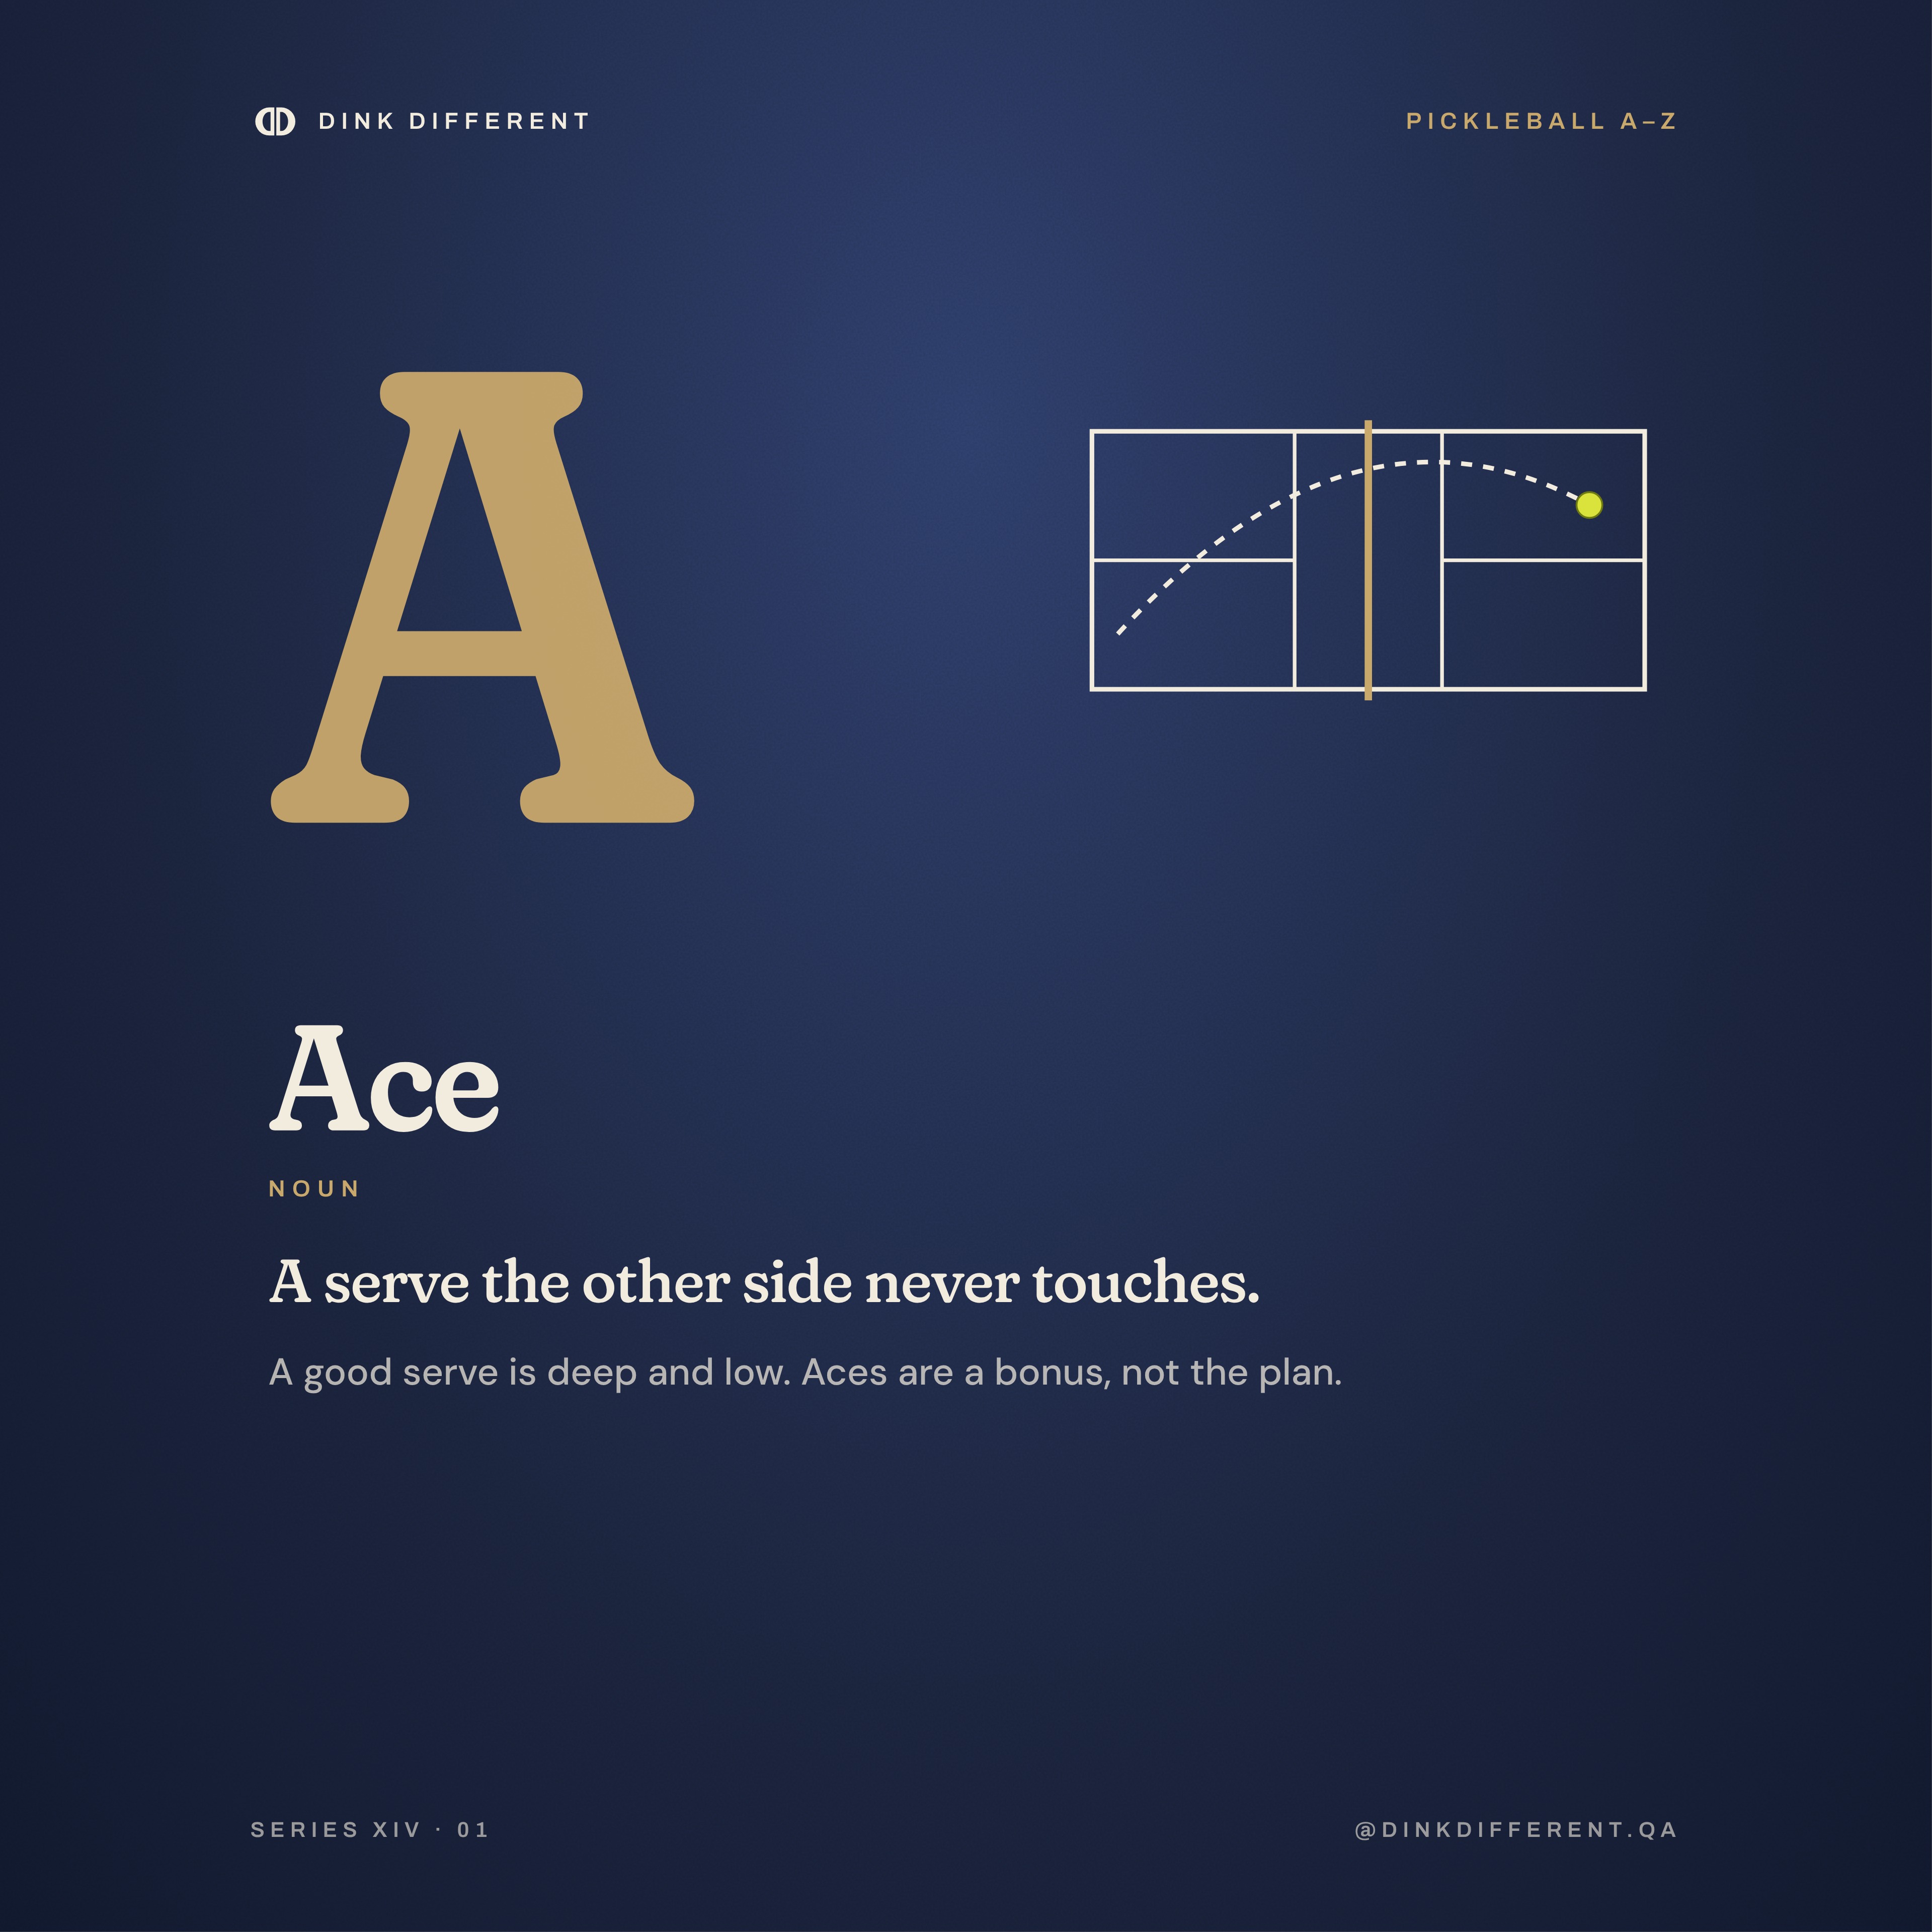 DINK DIFFERENT
PICKLEBALL A–Z
A
Ace
NOUN
A serve the other side never touches.
A good serve is deep and low. Aces are a bonus, not the plan.
SERIES XIV · 01
@DINKDIFFERENT.QA